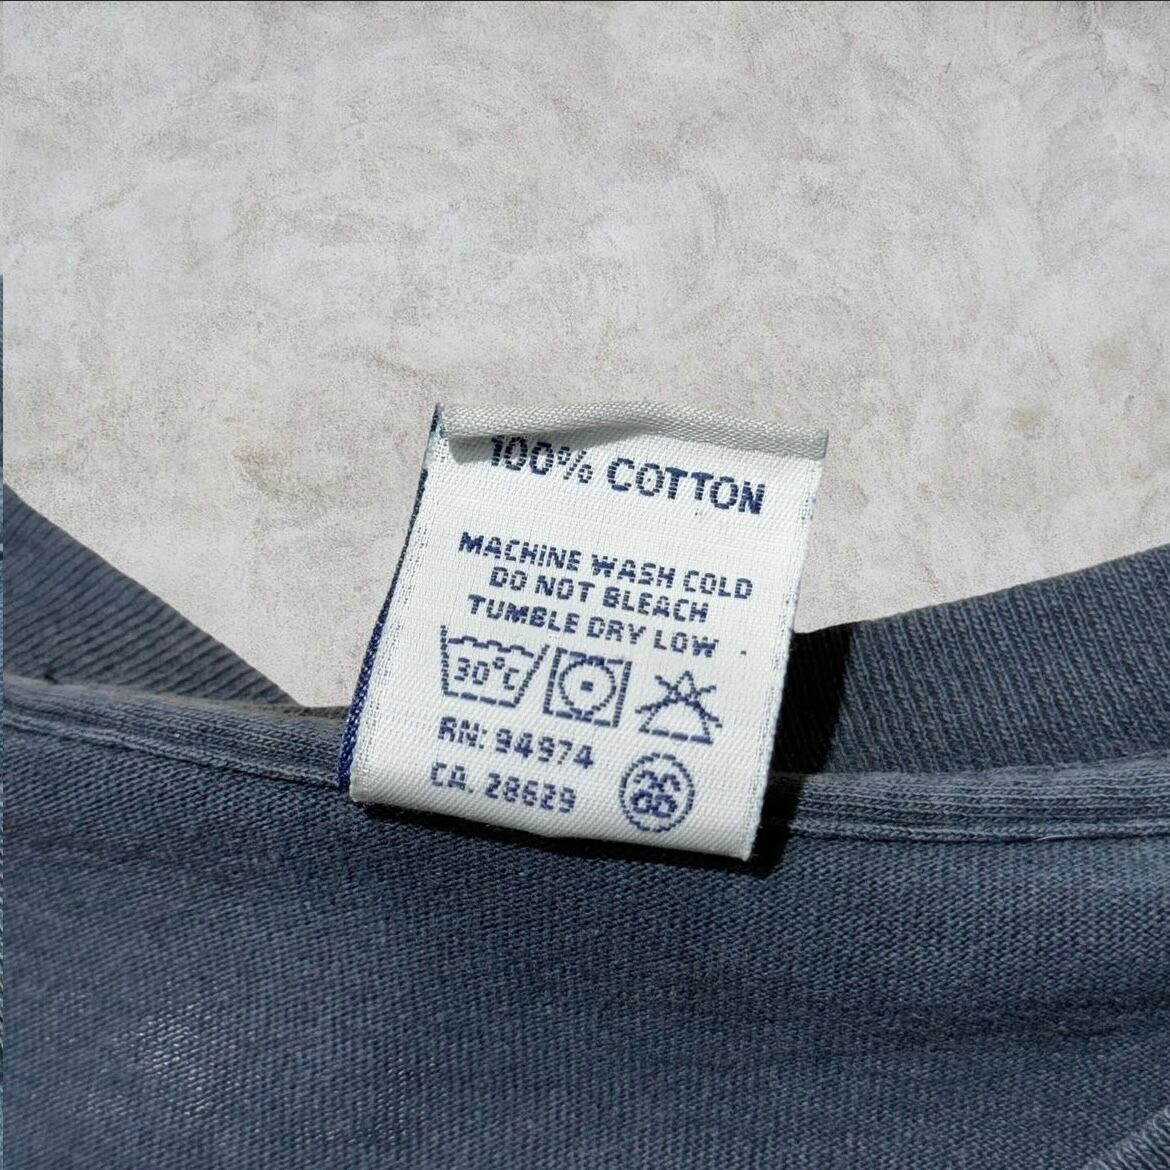 100% COTTON
MACHINE WASH COLD
DO NOT BLEACH
TUMBLE DRY LOW
30°C
RN: 94974
CA. 28629